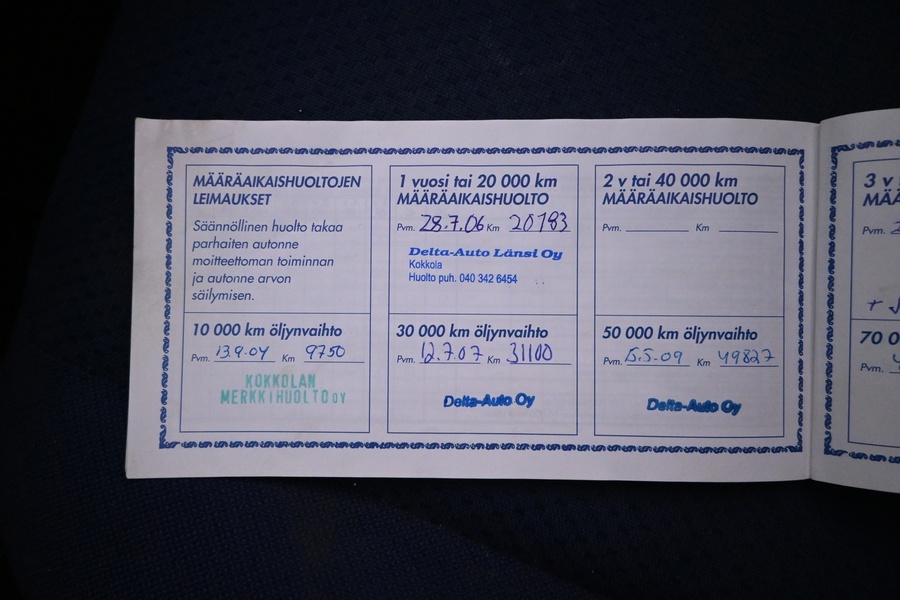 MÄÄRÄAIKAISHUOLTOJEN
LEIMAUKSET
Säännöllinen huolto takaa
parhaiten autonne
moitteettoman toiminnan
ja autonne arvon
säilymisen.
10 000 km öljynvaihto
Pvm. 13.9.04 Km 9750
KOKKOLAN
MERKKIHUOLTO OY
1 vuosi tai 20 000 km
MÄÄRÄAIKAISHUOLTO
Pvm. 28.7.06 Km 20183
Delta-Auto Länsi Oy
Kokkola
Huolto puh. 040 342 6454
30 000 km öljynvaihto
Pvm. 12.7.07 Km 31100
Delta-Auto Oy
2 v tai 40 000 km
MÄÄRÄAIKAISHUOLTO
Pvm. Km
50 000 km öljynvaihto
Pvm. 15.5.09 Km 49827
Delta-Auto Oy
3 v
MÄÄ
Pvm.
70 0
Pvm.